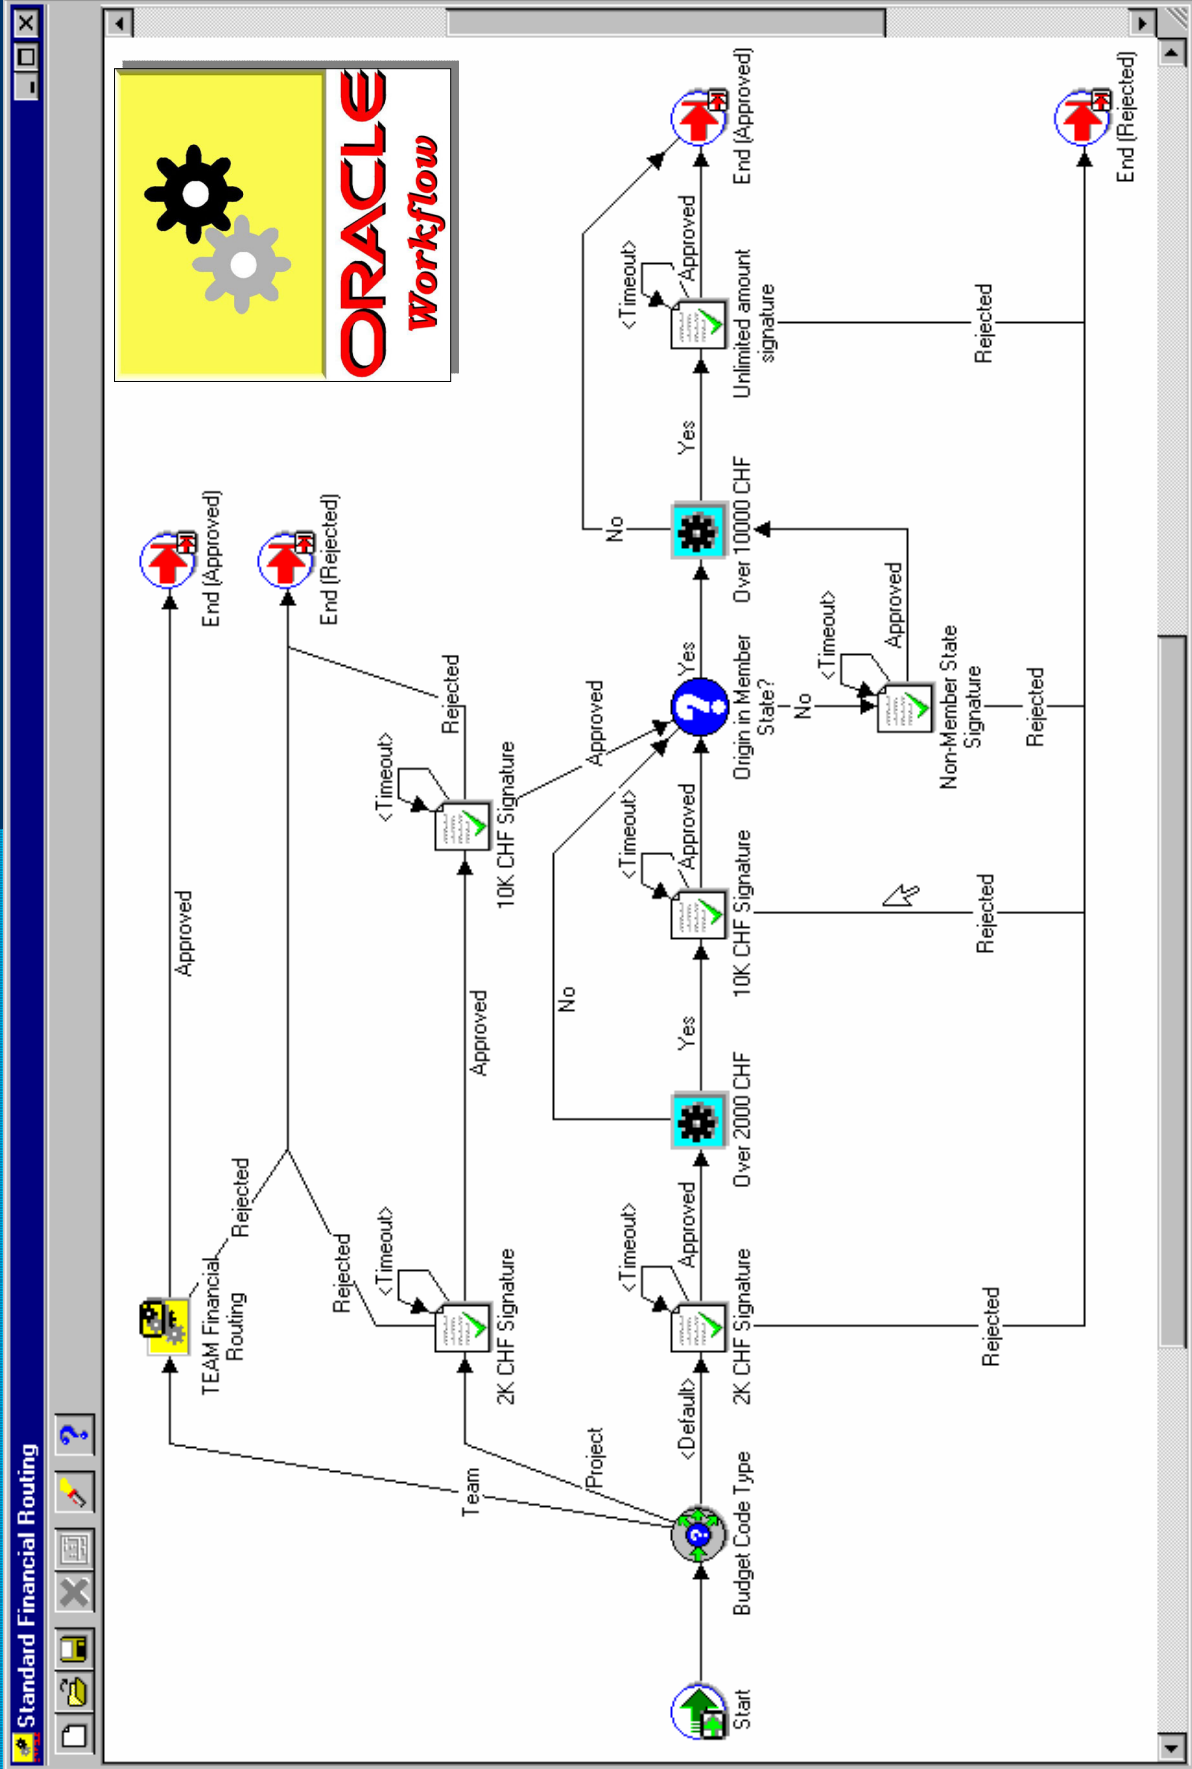 Standard Financial Routing
ORACLE
Workflow
Approved
End (Approved)
TEAM Financial
Routing
Rejected
End (Rejected)
Rejected
<Timeout>
2K CHF Signature
Approved
<Timeout>
10K CHF Signature
Rejected
Approved
Team
Project
No
No
Start
Budget Code Type
<Default>
<Timeout>
2K CHF Signature
Approved
Over 2000 CHF
Yes
<Timeout>
10K CHF Signature
Approved
Origin in Member
State?
Yes
Over 10000 CHF
Yes
<Timeout>
Unlimited amount
signature
Approved
End (Approved)
No
<Timeout>
Non-Member State
Signature
Approved
Rejected
Rejected
Rejected
Rejected
End (Rejected)